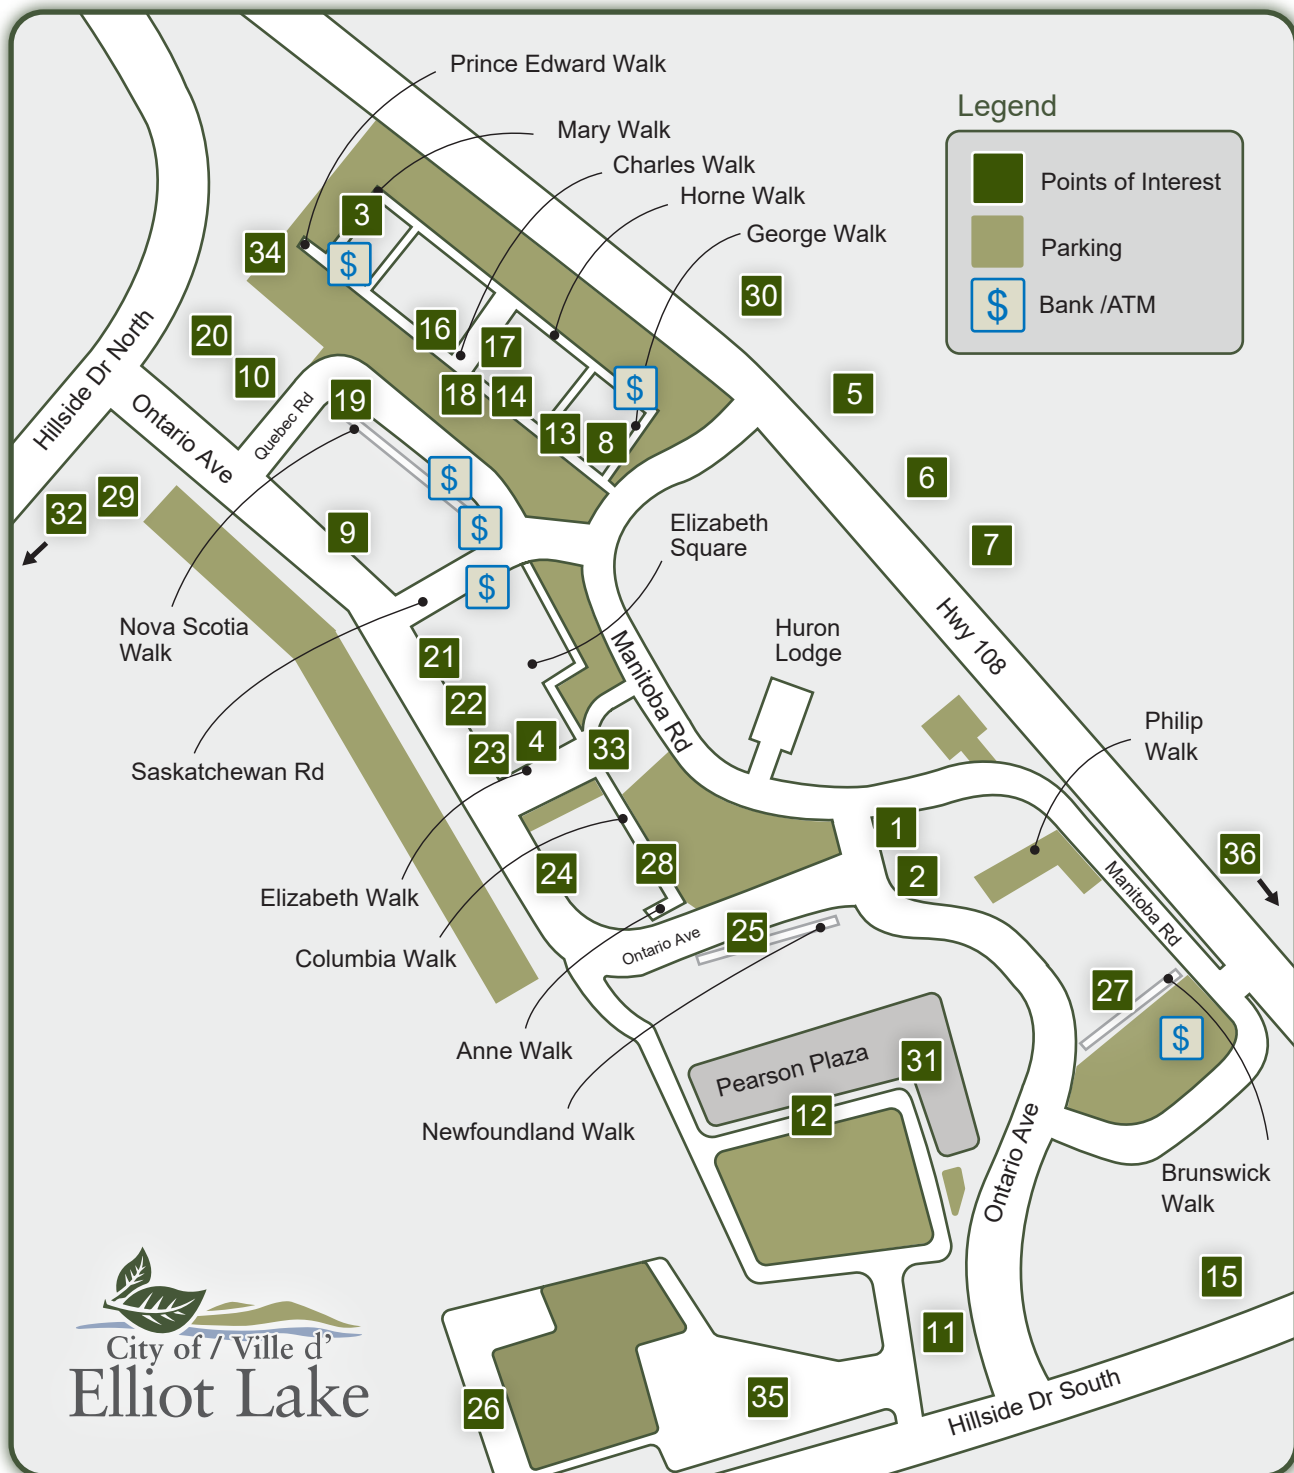 Prince Edward Walk
Mary Walk
Charles Walk
Horne Walk
George Walk
Legend
Points of Interest
Parking
$ Bank /ATM
3
34
$
30
20
16
17
10
5
18
14
19
$
13
8
Hillside Dr North
Ontario Ave
Quebec Rd
$
6
32
29
9
$
7
Elizabeth
Square
$
Hwy 108
Nova Scotia
Walk
21
Manitoba Rd
Huron
Lodge
22
23
4
33
Philip
Walk
Saskatchewan Rd
1
36
24
28
2
Manitoba Rd
Elizabeth Walk
25
Ontario Ave
Columbia Walk
27
Anne Walk
$
Pearson Plaza
31
12
Newfoundland Walk
Ontario Ave
Brunswick
Walk
15
11
City of / Ville d'
Elliot Lake
26
35
Hillside Dr South